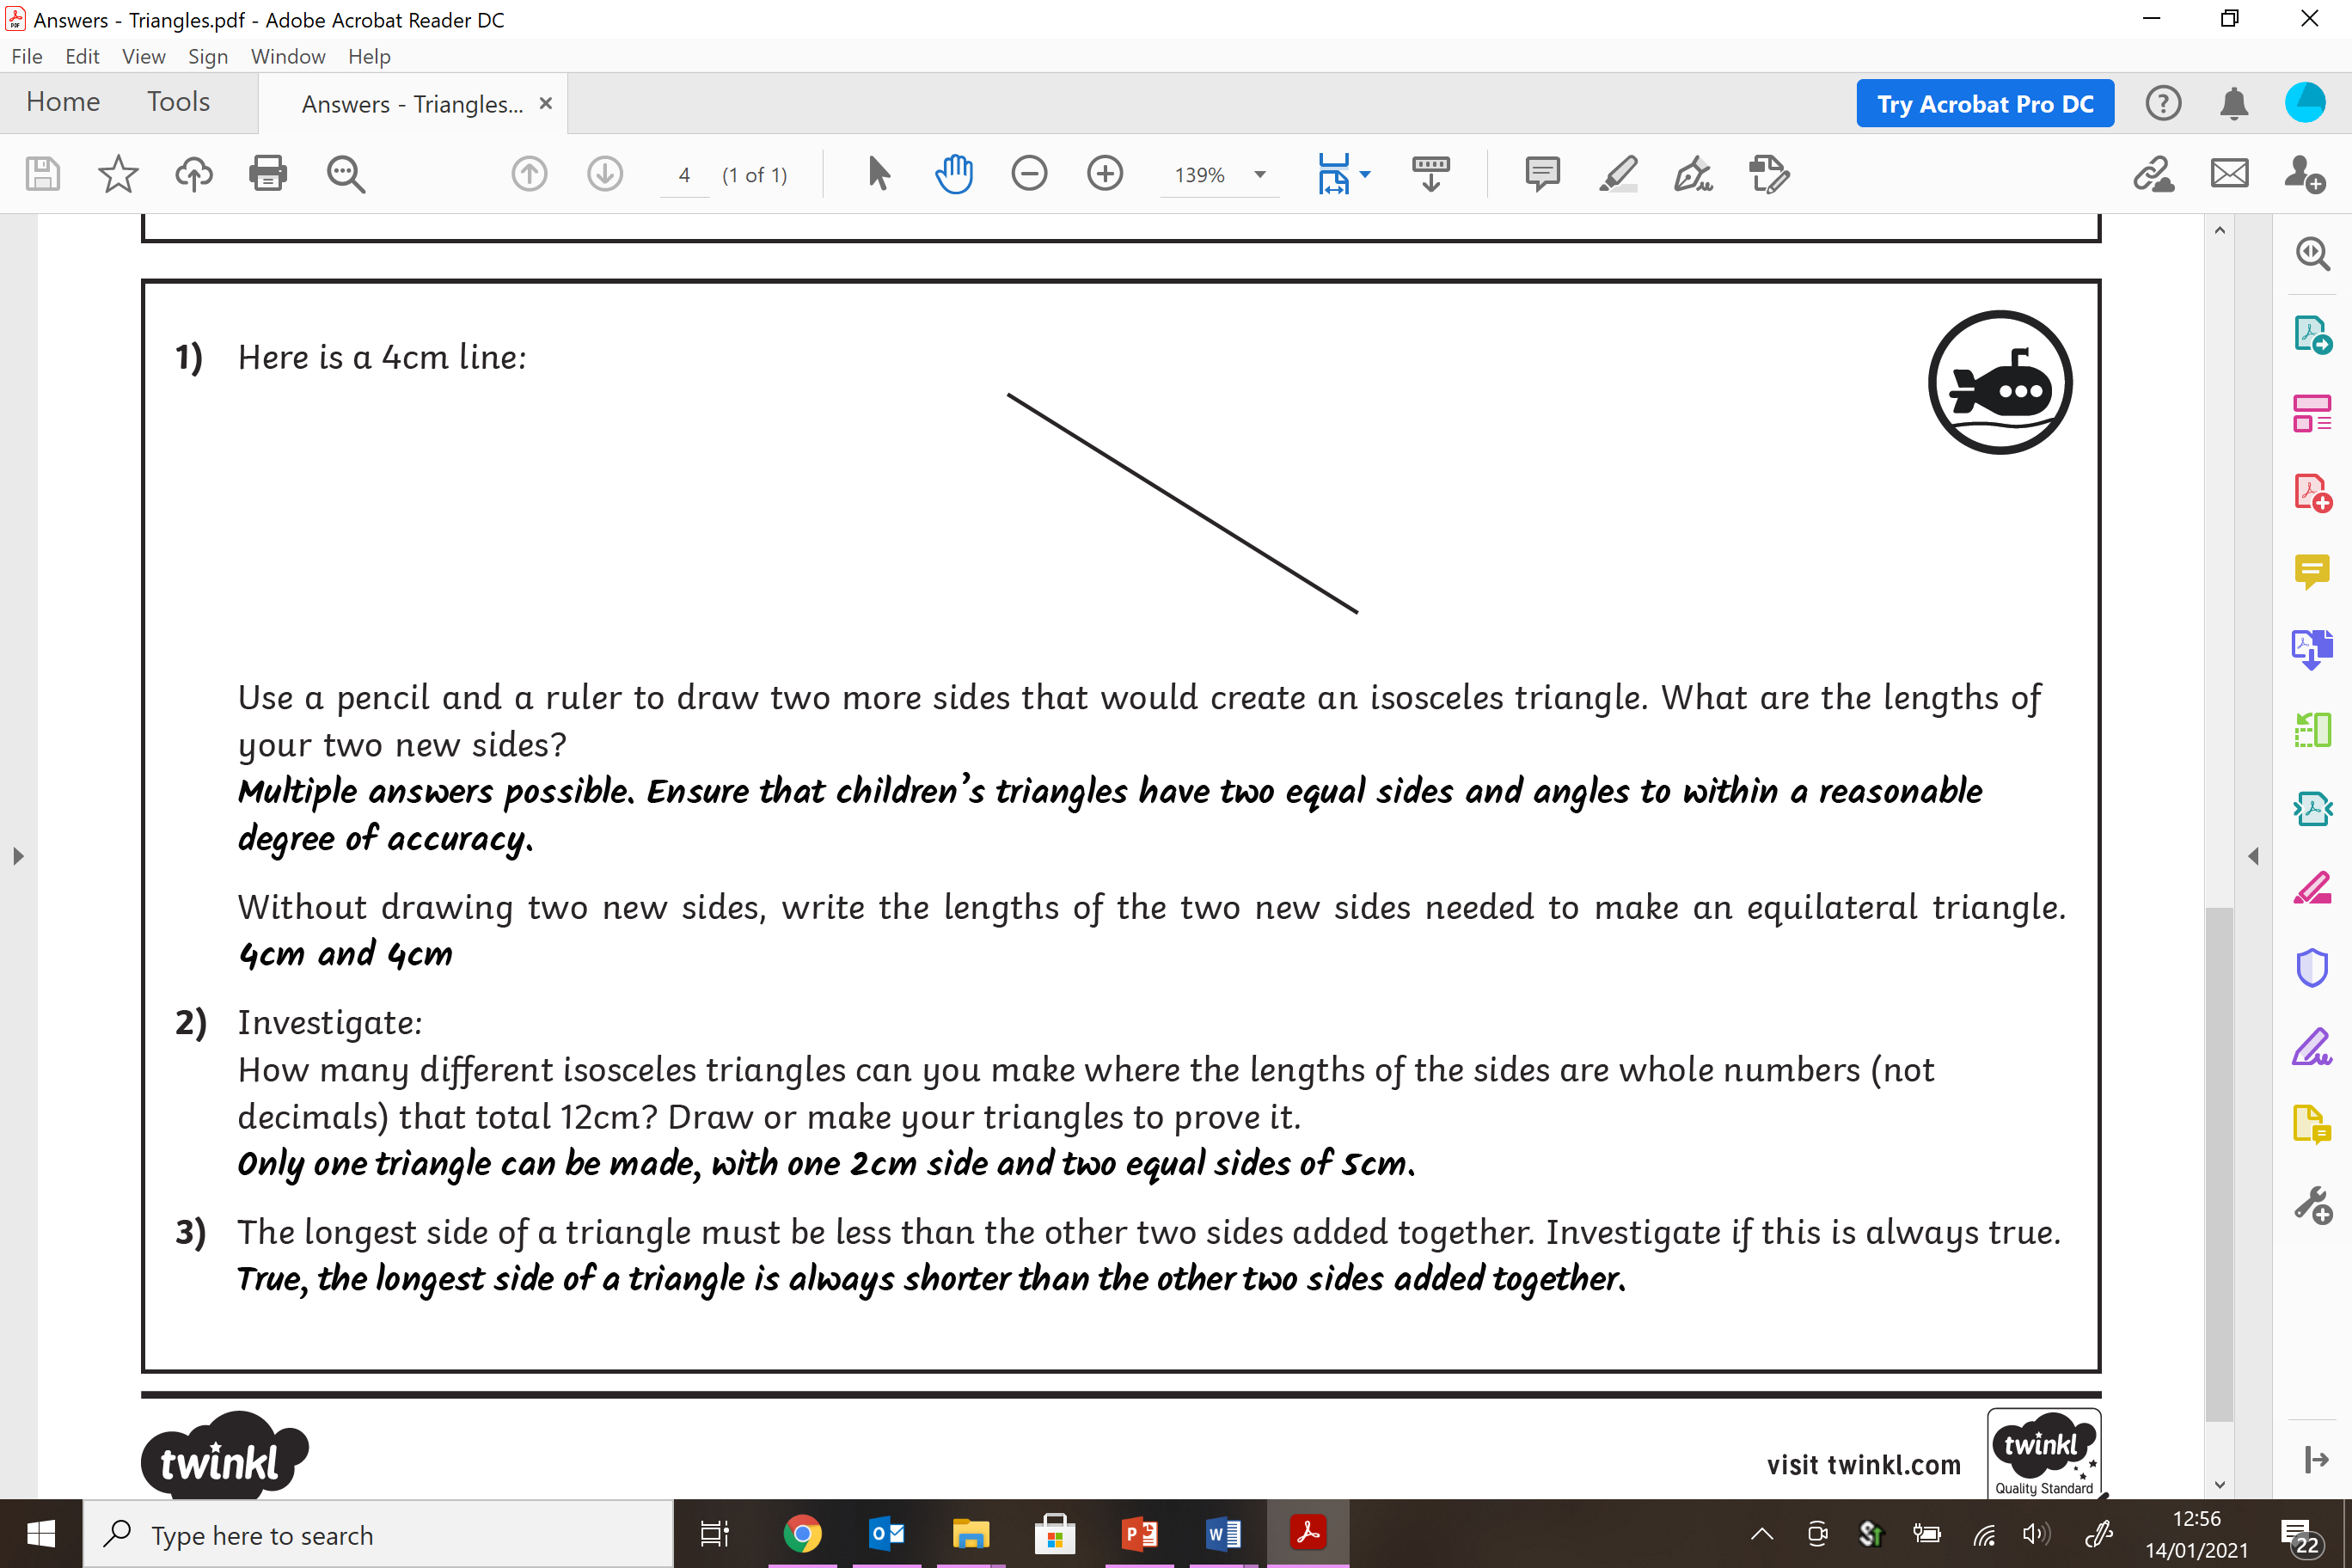 Answers - Triangles.pdf - Adobe Acrobat Reader DC
File Edit View Sign Window Help
Home Tools Answers - Triangles... × Try Acrobat Pro DC
4 (1 of 1) 139%
1) Here is a 4cm line:
Use a pencil and a ruler to draw two more sides that would create an isosceles triangle. What are the lengths of
your two new sides?
Multiple answers possible. Ensure that children's triangles have two equal sides and angles to within a reasonable
degree of accuracy.
Without drawing two new sides, write the lengths of the two new sides needed to make an equilateral triangle.
4cm and 4cm
2) Investigate:
How many different isosceles triangles can you make where the lengths of the sides are whole numbers (not
decimals) that total 12cm? Draw or make your triangles to prove it.
Only one triangle can be made, with one 2cm side and two equal sides of 5cm.
3) The longest side of a triangle must be less than the other two sides added together. Investigate if this is always true.
True, the longest side of a triangle is always shorter than the other two sides added together.
twinkl
visit twinkl.com
twinkl
Quality Standard
Type here to search
12:56
14/01/2021
22